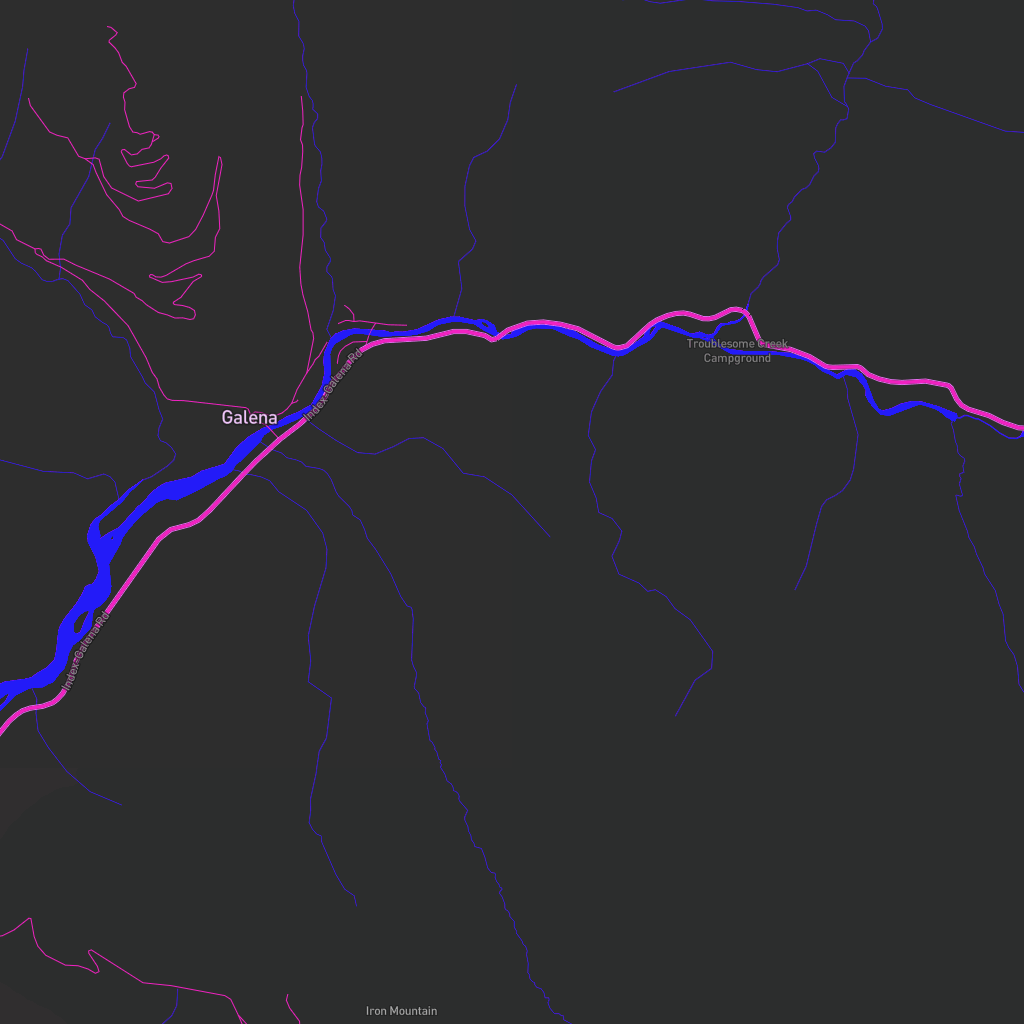 Troublesome Creek
Campground
Index-Galena Rd
Galena
Index-Galena Rd
Iron Mountain